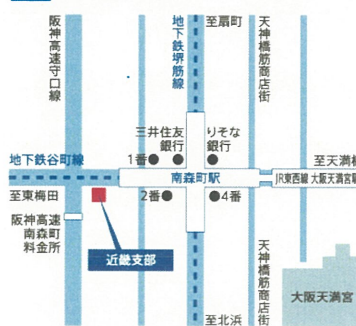 阪神高速守口線
地下鉄堺筋線
至扇町
天神橋筋商店街
三井住友
銀行
りそな
銀行
1番
地下鉄谷町線
南森町駅
至天満橋
JR東西線 大阪天満宮駅
至東梅田
2番
4番
阪神高速
南森町
料金所
近畿支部
天神橋筋商店街
大阪天満宮
至北浜